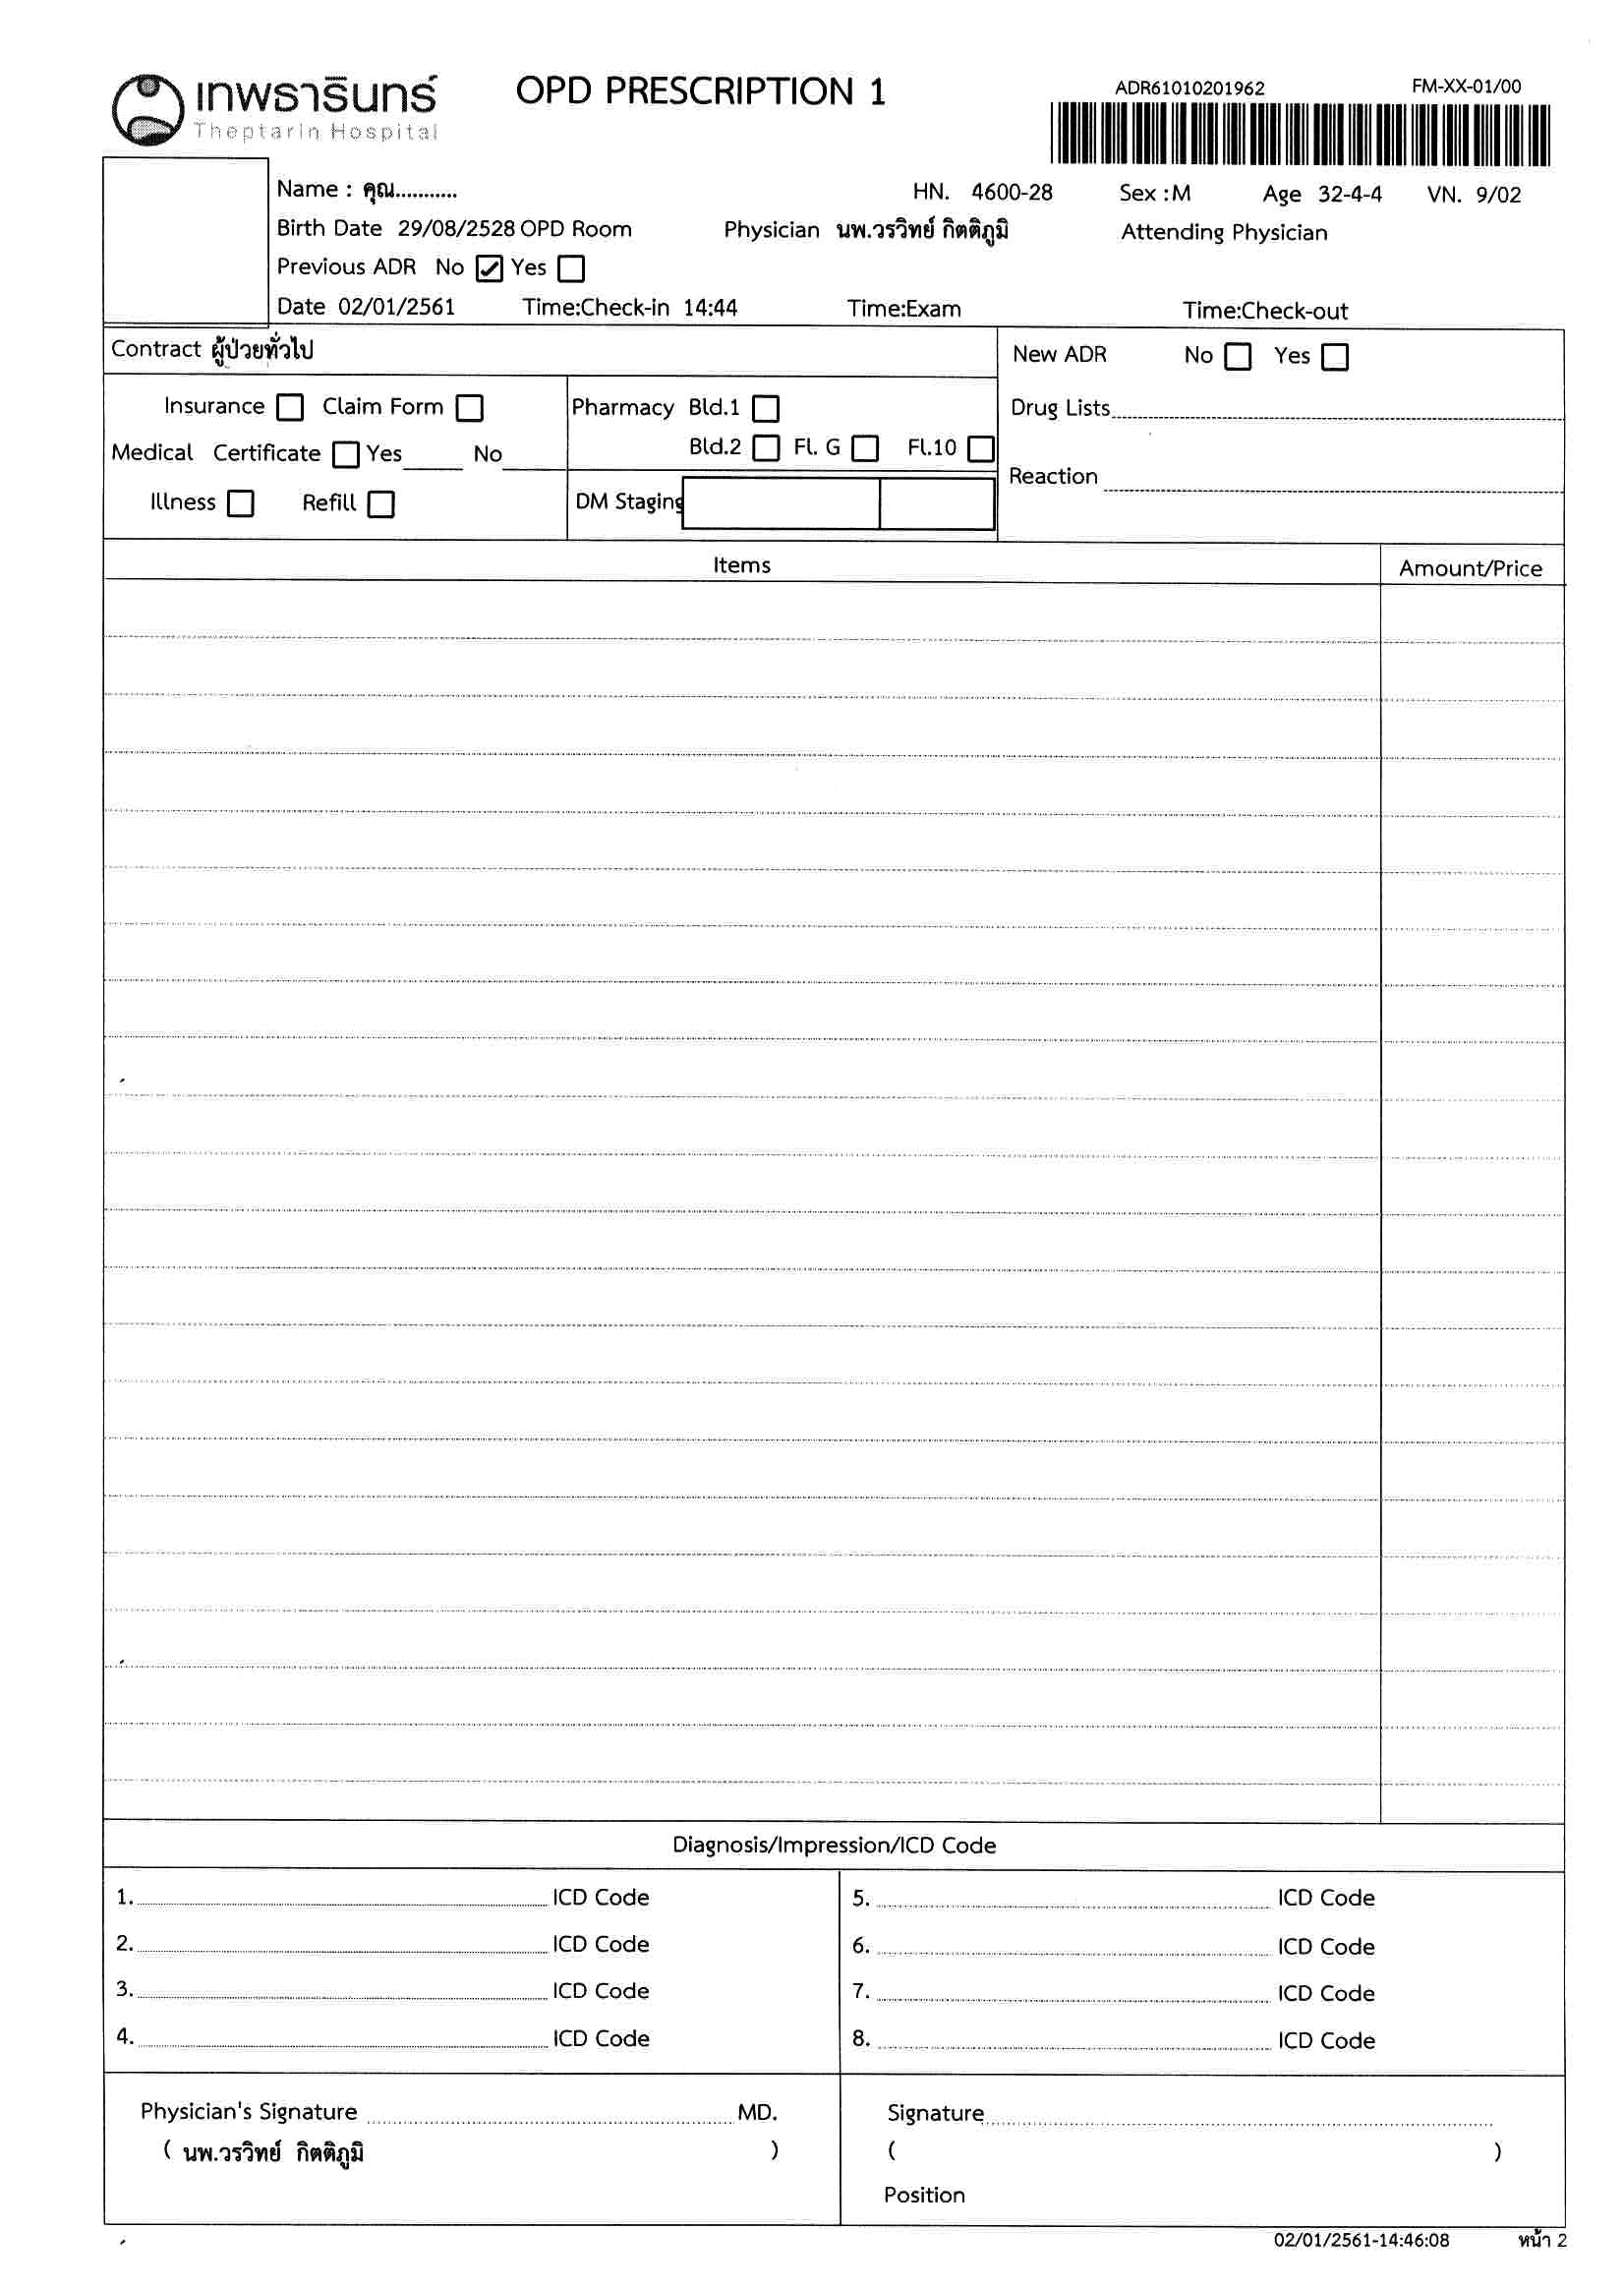 เทพธารินทร์
Theptarin Hospital
OPD PRESCRIPTION 1
ADR61010201962
FM-XX-01/00
Name : คุณ...........
HN. 4600-28 Sex :M Age 32-4-4 VN. 9/02
Birth Date 29/08/2528 OPD Room Physician นพ.วรวิทย์ กิตติภูมิ Attending Physician
Previous ADR No Yes
Date 02/01/2561 Time:Check-in 14:44 Time:Exam Time:Check-out
Contract ผู้ป่วยทั่วไป
New ADR No Yes
Insurance Claim Form Pharmacy Bld.1 Drug Lists
Medical Certificate Yes No Bld.2 Fl. G Fl.10
Reaction
Illness Refill DM Staging
Items Amount/Price
Diagnosis/Impression/ICD Code
1. ICD Code 5. ICD Code
2. ICD Code 6. ICD Code
3. ICD Code 7. ICD Code
4. ICD Code 8. ICD Code
Physician's Signature MD. Signature
( นพ.วรวิทย์ กิตติภูมิ ) ( )
Position
02/01/2561-14:46:08 หน้า 2